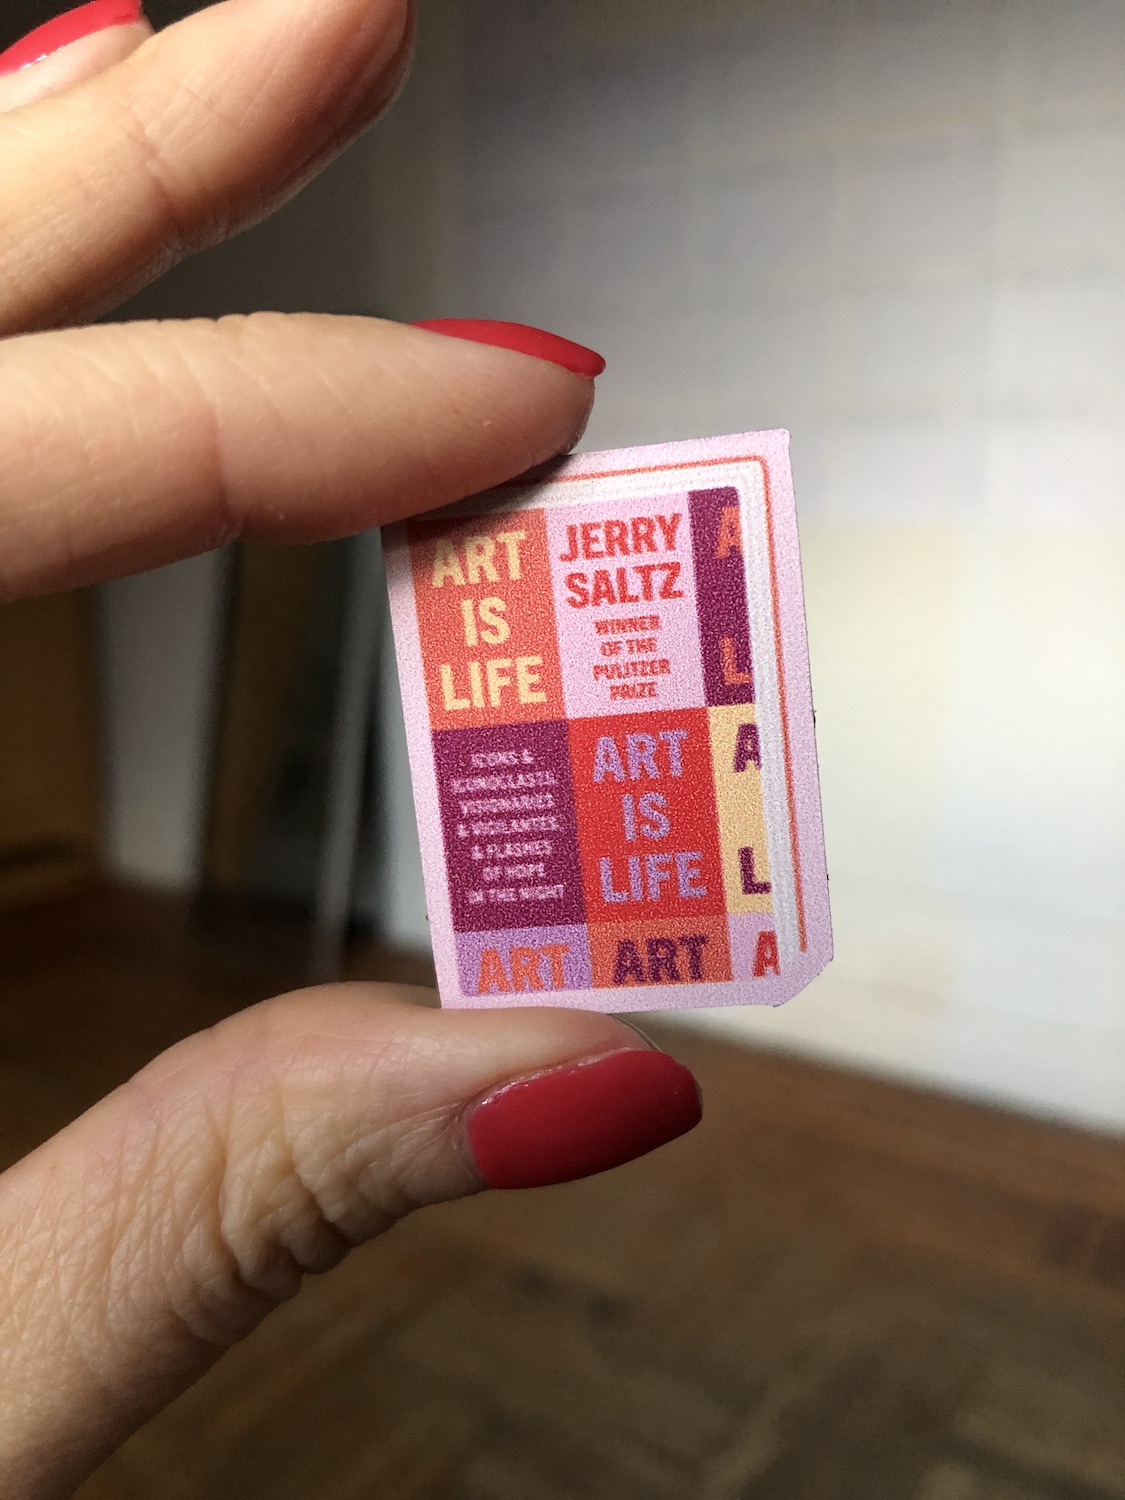 ART
IS
LIFE
JERRY
SALTZ
WINNER
OF THE
PULITZER
PRIZE
A
L
ICONS &
ICONOCLASTS,
VISIONARIES
& VIGILANTES,
& FLASHES
OF HOPE
IN THE NIGHT
ART
IS
LIFE
A
L
ART
ART
A